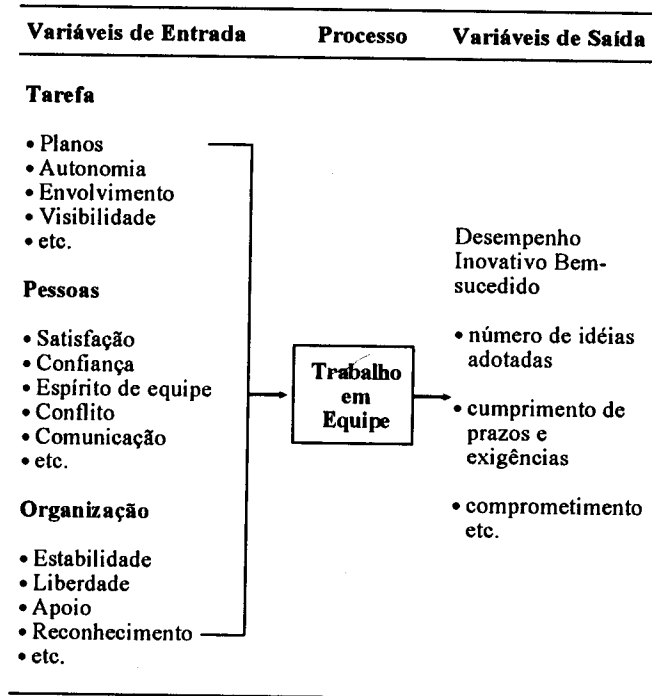 Variáveis de Entrada Processo Variáveis de Saída
Tarefa
• Planos
• Autonomia
• Envolvimento
• Visibilidade
• etc.
Pessoas
• Satisfação
• Confiança
• Espírito de equipe
• Conflito
• Comunicação
• etc.
Organização
• Estabilidade
• Liberdade
• Apoio
• Reconhecimento
• etc.
Trabalho
em
Equipe
Desempenho
Inovativo Bem-
sucedido
• número de idéias
adotadas
• cumprimento de
prazos e
exigências
• comprometimento
etc.